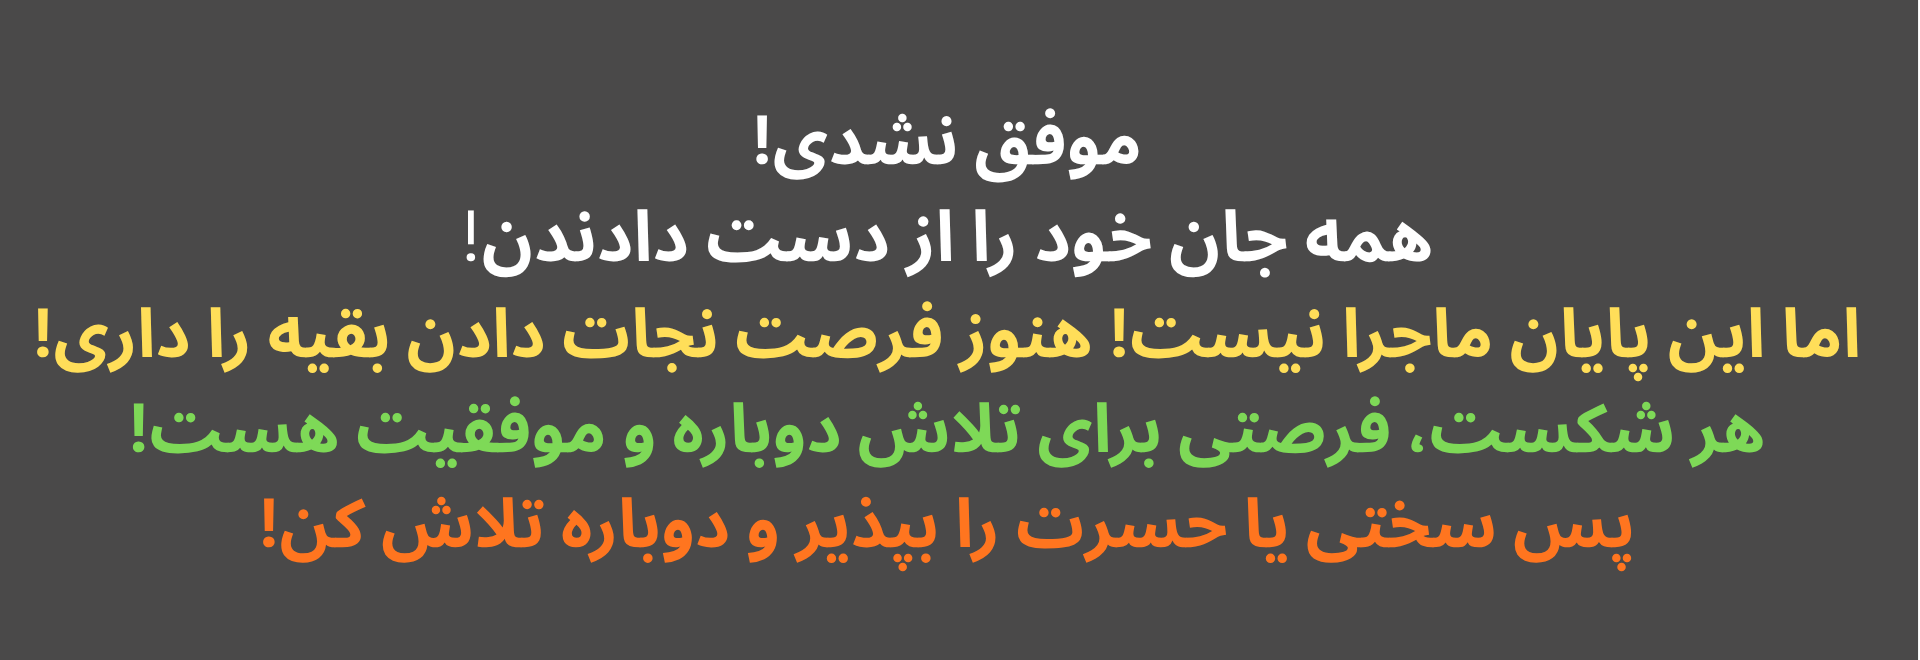 موفق نشدی!
همه جان خود را از دست دادندن!
اما این پایان ماجرا نیست! هنوز فرصت نجات دادن بقیه را داری!
هر شکست، فرصتی برای تلاش دوباره و موفقیت هست!
پس سختی یا حسرت را بپذیر و دوباره تلاش کن!